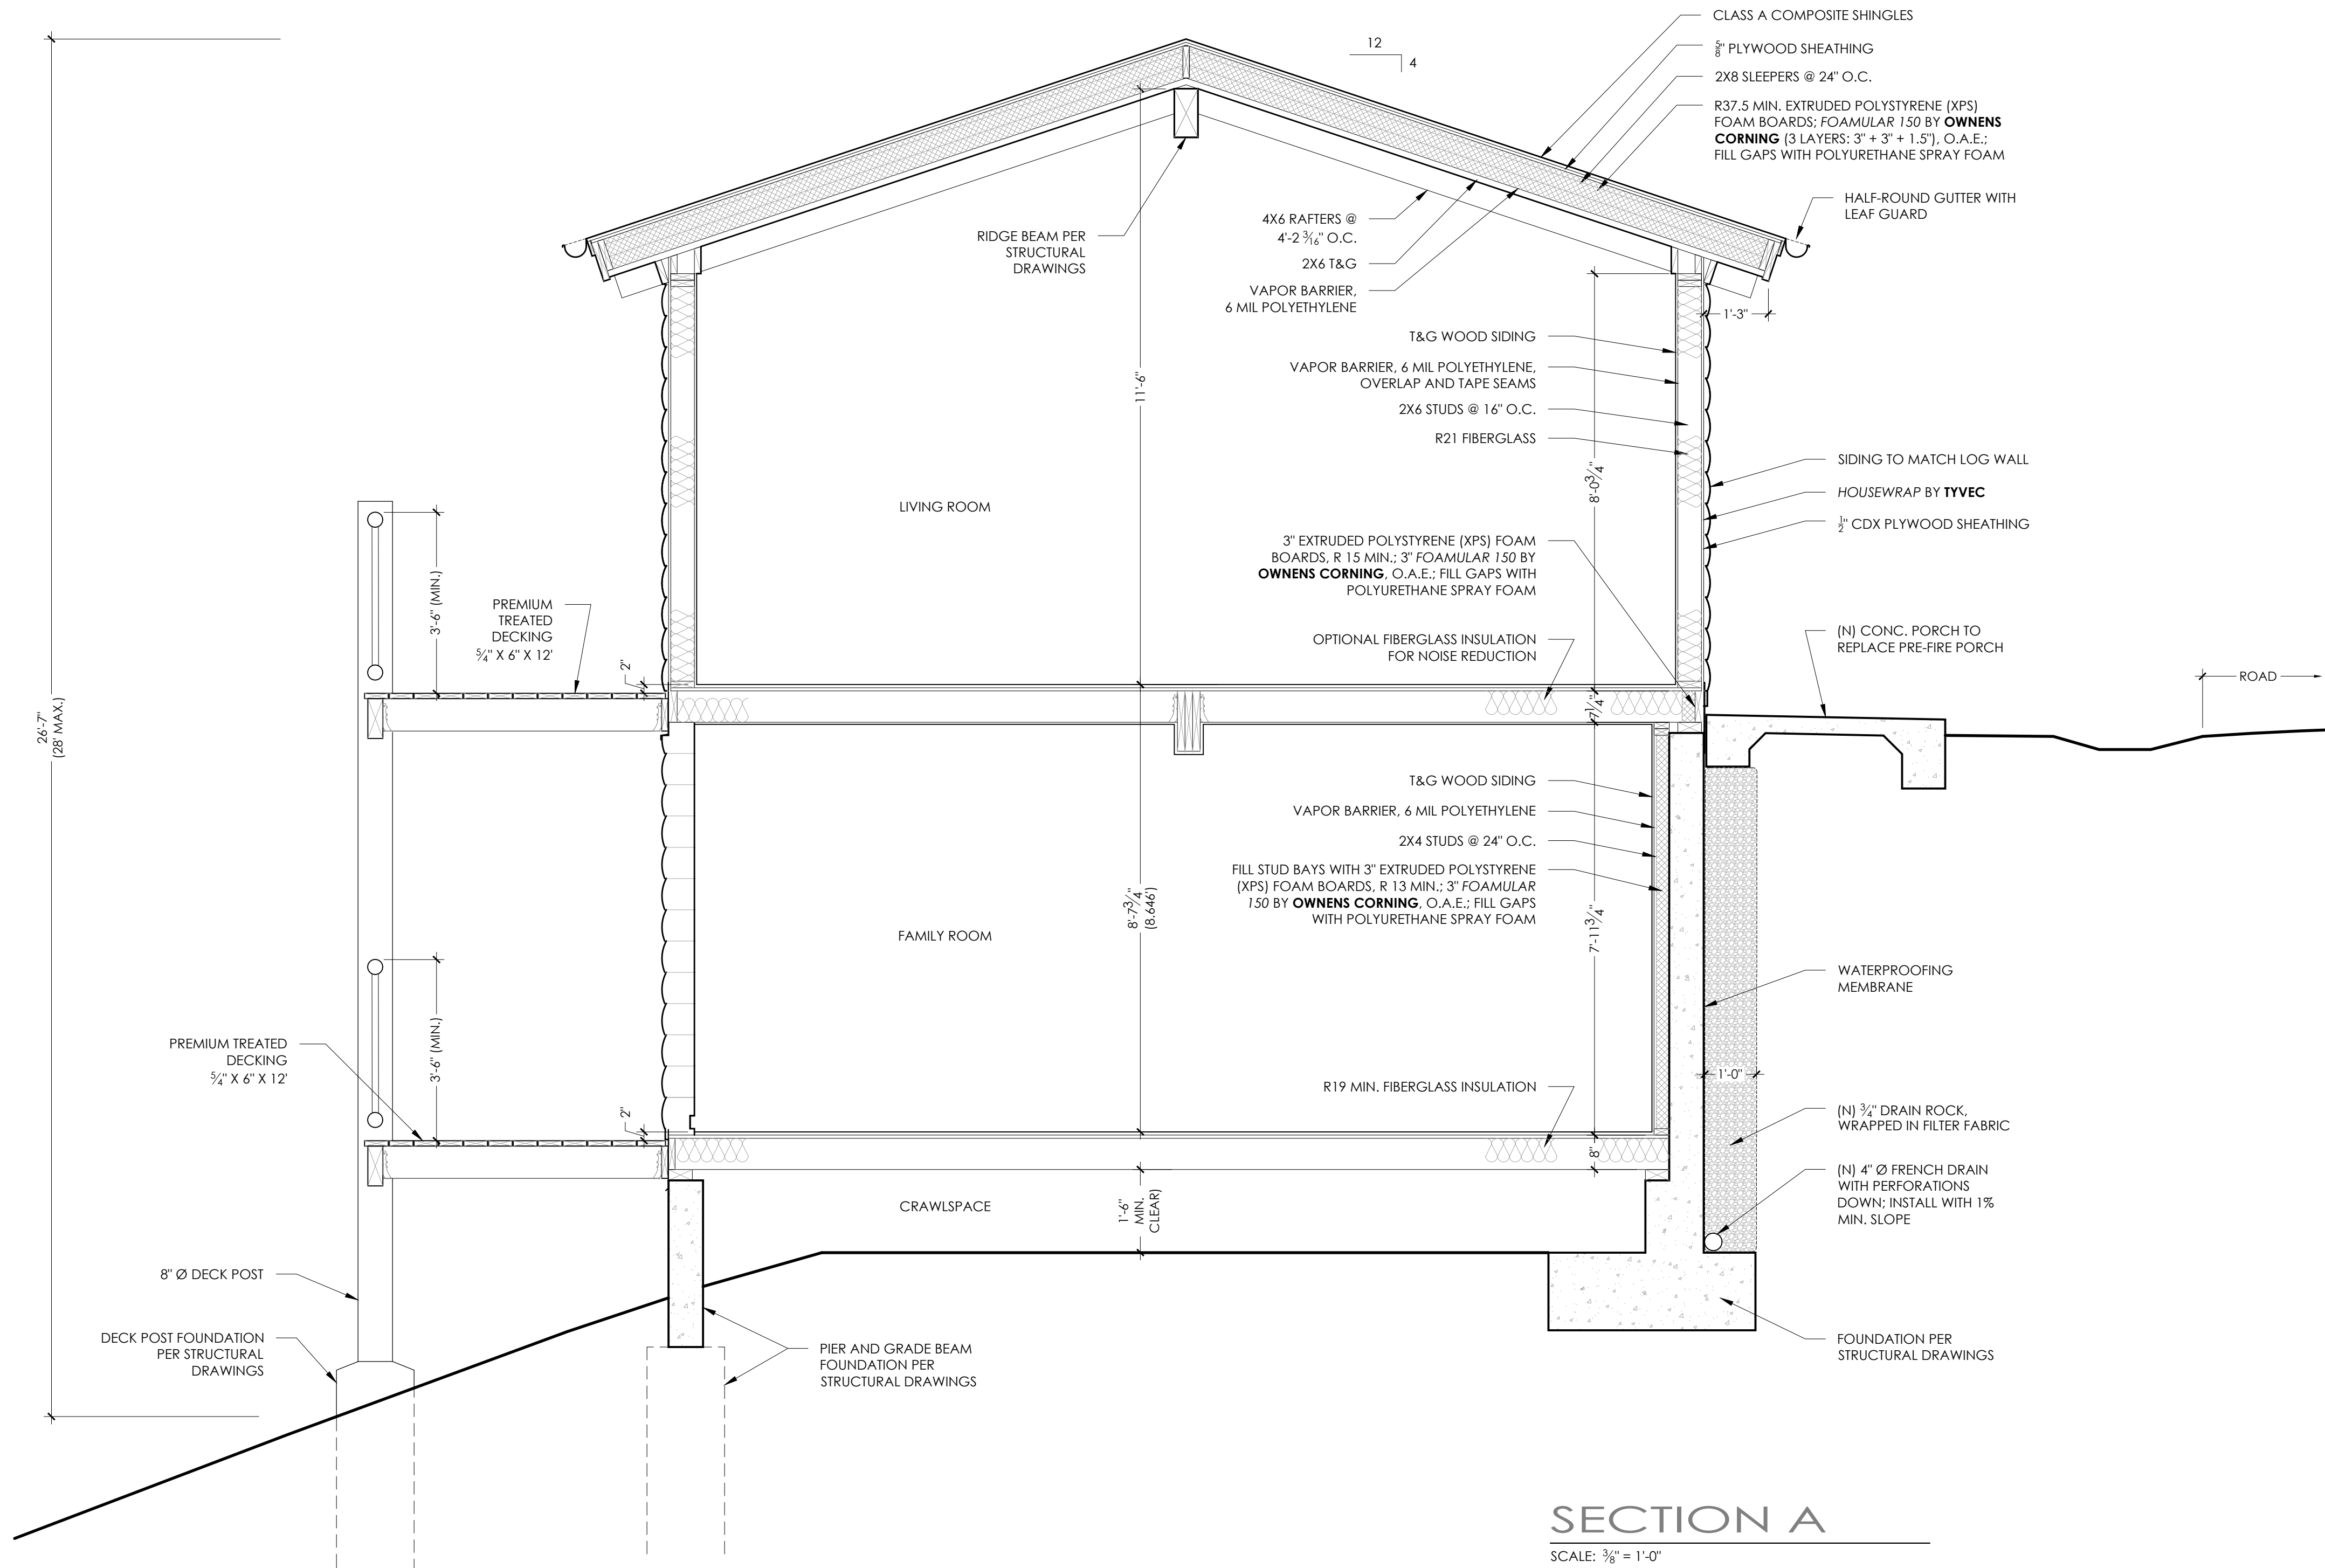 12
4
CLASS A COMPOSITE SHINGLES
5/8" PLYWOOD SHEATHING
2X8 SLEEPERS @ 24" O.C.
R37.5 MIN. EXTRUDED POLYSTYRENE (XPS)
FOAM BOARDS; FOAMULAR 150 BY OWNENS
CORNING (3 LAYERS: 3" + 3" + 1.5"), O.A.E.;
FILL GAPS WITH POLYURETHANE SPRAY FOAM
HALF-ROUND GUTTER WITH
LEAF GUARD
RIDGE BEAM PER
STRUCTURAL
DRAWINGS
4X6 RAFTERS @
4'-2 3/16" O.C.
2X6 T&G
VAPOR BARRIER,
6 MIL POLYETHYLENE
1'-3"
T&G WOOD SIDING
VAPOR BARRIER, 6 MIL POLYETHYLENE,
OVERLAP AND TAPE SEAMS
2X6 STUDS @ 16" O.C.
R21 FIBERGLASS
11'-6"
8'-0 3/4"
SIDING TO MATCH LOG WALL
HOUSEWRAP BY TYVEC
1/2" CDX PLYWOOD SHEATHING
LIVING ROOM
3" EXTRUDED POLYSTYRENE (XPS) FOAM
BOARDS, R 15 MIN.; 3" FOAMULAR 150 BY
OWNENS CORNING, O.A.E.; FILL GAPS WITH
POLYURETHANE SPRAY FOAM
3'-6" (MIN.)
PREMIUM
TREATED
DECKING
5/4" X 6" X 12'
2"
OPTIONAL FIBERGLASS INSULATION
FOR NOISE REDUCTION
(N) CONC. PORCH TO
REPLACE PRE-FIRE PORCH
ROAD
7 1/4"
26'-7"
(28' MAX.)
T&G WOOD SIDING
VAPOR BARRIER, 6 MIL POLYETHYLENE
2X4 STUDS @ 24" O.C.
FILL STUD BAYS WITH 3" EXTRUDED POLYSTYRENE
(XPS) FOAM BOARDS, R 13 MIN.; 3" FOAMULAR
150 BY OWNENS CORNING, O.A.E.; FILL GAPS
WITH POLYURETHANE SPRAY FOAM
8'-7 3/4"
(8.646')
7'-11 3/4"
FAMILY ROOM
WATERPROOFING
MEMBRANE
PREMIUM TREATED
DECKING
5/4" X 6" X 12'
3'-6" (MIN.)
2"
R19 MIN. FIBERGLASS INSULATION
1'-0"
(N) 3/4" DRAIN ROCK,
WRAPPED IN FILTER FABRIC
8"
(N) 4" Ø FRENCH DRAIN
WITH PERFORATIONS
DOWN; INSTALL WITH 1%
MIN. SLOPE
CRAWLSPACE
1'-6"
MIN.
CLEAR)
8" Ø DECK POST
DECK POST FOUNDATION
PER STRUCTURAL
DRAWINGS
PIER AND GRADE BEAM
FOUNDATION PER
STRUCTURAL DRAWINGS
FOUNDATION PER
STRUCTURAL DRAWINGS
SECTION A
SCALE: 3/8" = 1'-0"